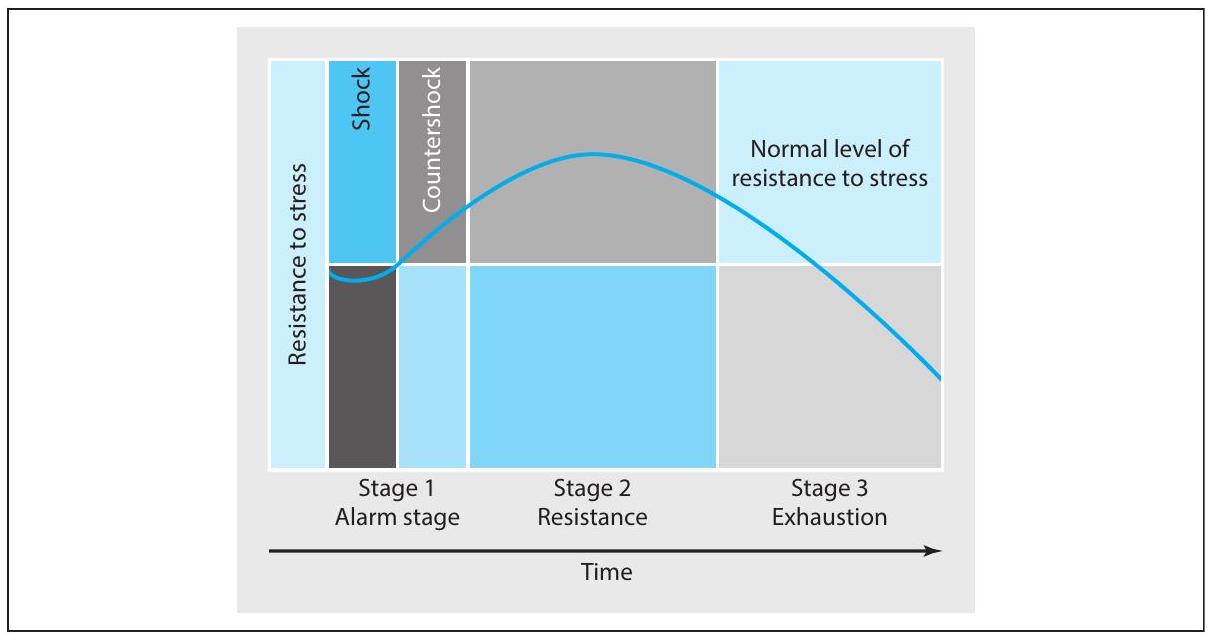 Resistance to stress
Shock
Countershock
Normal level of
resistance to stress
Stage 1
Alarm stage
Stage 2
Resistance
Stage 3
Exhaustion
Time